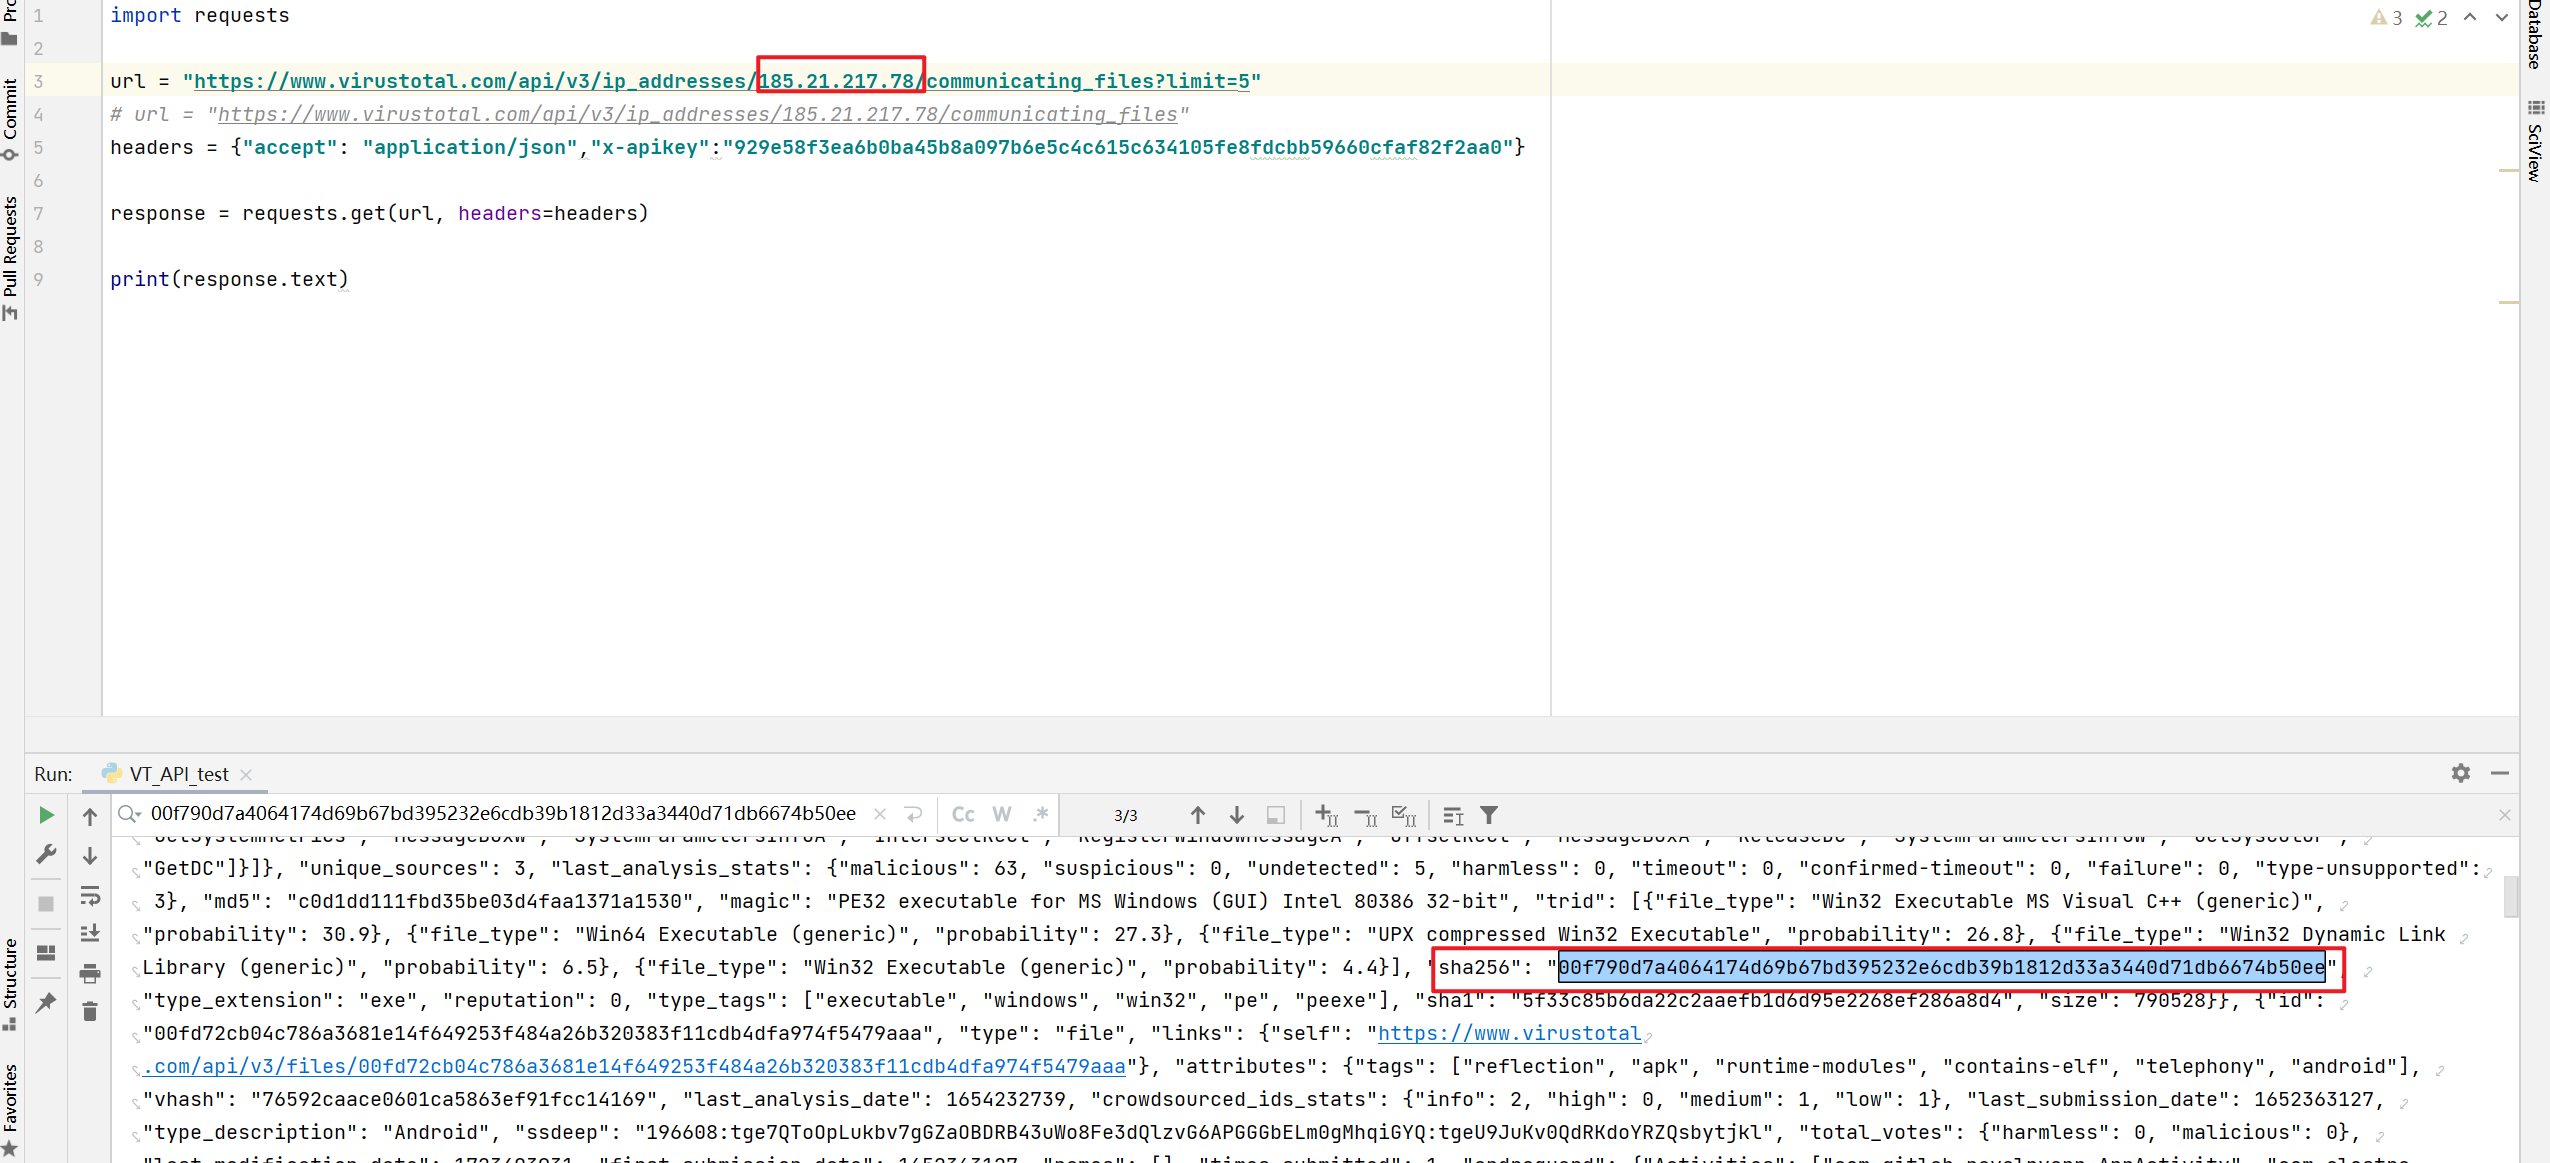 1 import requests
2
3 url = "https://www.virustotal.com/api/v3/ip_addresses/185.21.217.78/communicating_files?limit=5"
4 # url = "https://www.virustotal.com/api/v3/ip_addresses/185.21.217.78/communicating_files"
5 headers = {"accept": "application/json","x-apikey":"929e58f3ea6b0ba45b8a097b6e5c4c615c634105fe8fdcbb59660cfaf82f2aa0"}
6
7 response = requests.get(url, headers=headers)
8
9 print(response.text)
3 2
Commit
Pull Requests
Structure
Favorites
Database
SciView
Run: VT_API_test
00f790d7a4064174d69b67bd395232e6cdb39b1812d33a3440d71db6674b50ee Cc W .* 3/3
"GetDC"]}]}, "unique_sources": 3, "last_analysis_stats": {"malicious": 63, "suspicious": 0, "undetected": 5, "harmless": 0, "timeout": 0, "confirmed-timeout": 0, "failure": 0, "type-unsupported":
3}, "md5": "c0d1dd111fbd35be03d4faa1371a1530", "magic": "PE32 executable for MS Windows (GUI) Intel 80386 32-bit", "trid": [{"file_type": "Win32 Executable MS Visual C++ (generic)",
"probability": 30.9}, {"file_type": "Win64 Executable (generic)", "probability": 27.3}, {"file_type": "UPX compressed Win32 Executable", "probability": 26.8}, {"file_type": "Win32 Dynamic Link
Library (generic)", "probability": 6.5}, {"file_type": "Win32 Executable (generic)", "probability": 4.4}], "sha256": "00f790d7a4064174d69b67bd395232e6cdb39b1812d33a3440d71db6674b50ee",
"type_extension": "exe", "reputation": 0, "type_tags": ["executable", "windows", "win32", "pe", "peexe"], "sha1": "5f33c85b6da22c2aaefb1d6d95e2268ef286a8d4", "size": 790528}}, {"id":
"00fd72cb04c786a3681e14f649253f484a26b320383f11cdb4dfa974f5479aaa", "type": "file", "links": {"self": "https://www.virustotal
.com/api/v3/files/00fd72cb04c786a3681e14f649253f484a26b320383f11cdb4dfa974f5479aaa"}, "attributes": {"tags": ["reflection", "apk", "runtime-modules", "contains-elf", "telephony", "android"],
"vhash": "76592caace0601ca5863ef91fcc14169", "last_analysis_date": 1654232739, "crowdsourced_ids_stats": {"info": 2, "high": 0, "medium": 1, "low": 1}, "last_submission_date": 1652363127,
"type_description": "Android", "ssdeep": "196608:tge7QToOpLukbv7gGZaOBDRB43uWo8Fe3dQlzvG6APGGGbELm0gMhqiGYQ:tgeU9JuKv0QdRKdoYRZQsbytjkl", "total_votes": {"harmless": 0, "malicious": 0},